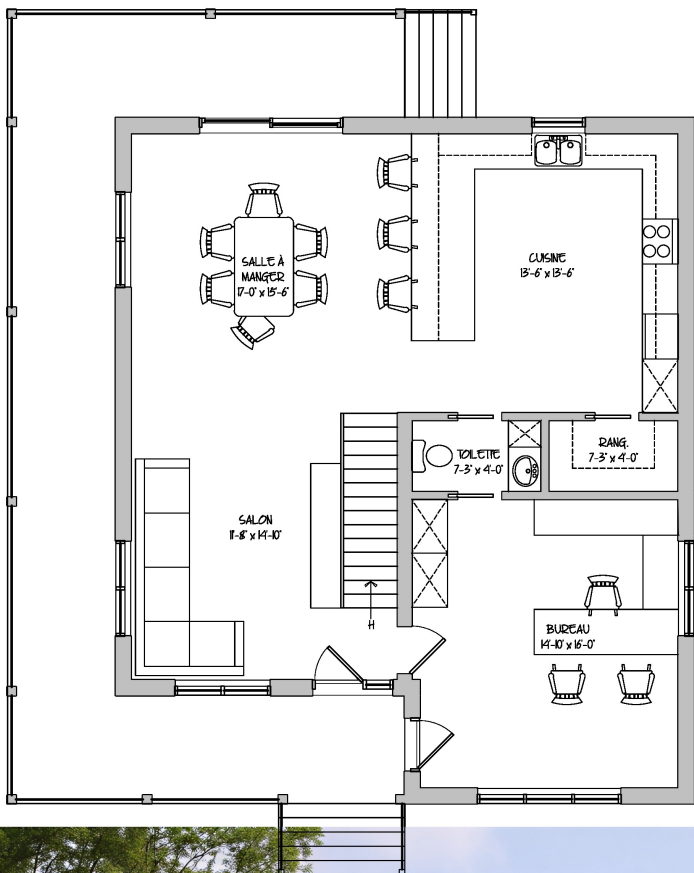 SALLE À
MANGER
17'-0" x 15'-6"
CUISINE
13'-6" x 13'-6"
TOILETTE
7'-3" x 4'-0"
RANG.
7'-3" x 4'-0"
SALON
11'-8" x 14'-10"
H
BUREAU
14'-10" x 16'-0"